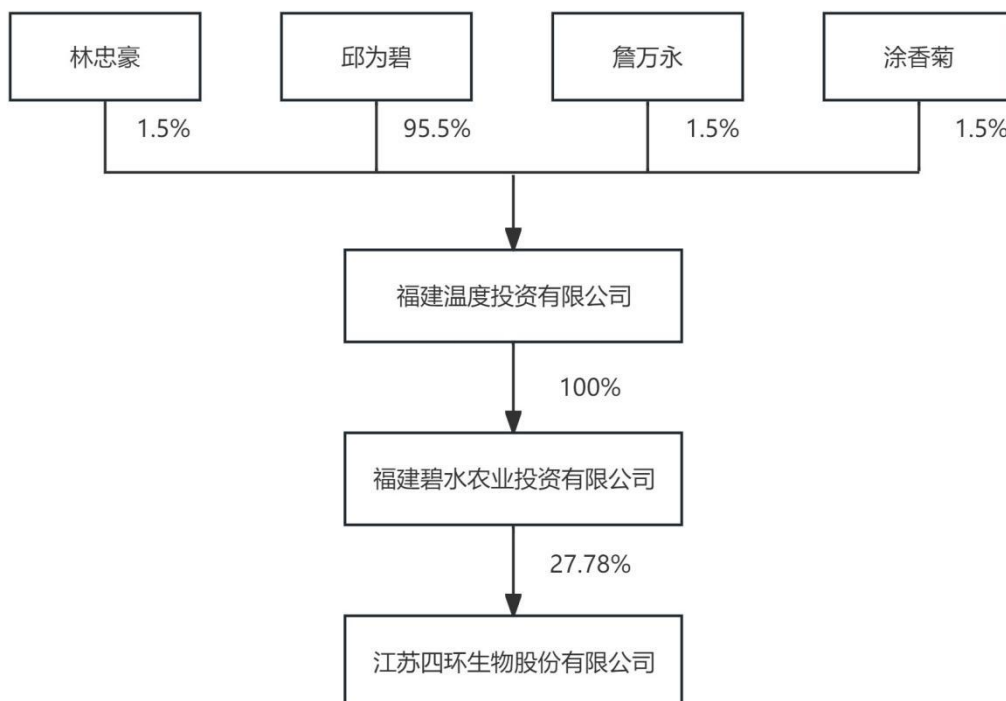 林忠豪
邱为碧
詹万永
涂香菊
1.5%
95.5%
1.5%
1.5%
福建温度投资有限公司
100%
福建碧水农业投资有限公司
27.78%
江苏四环生物股份有限公司